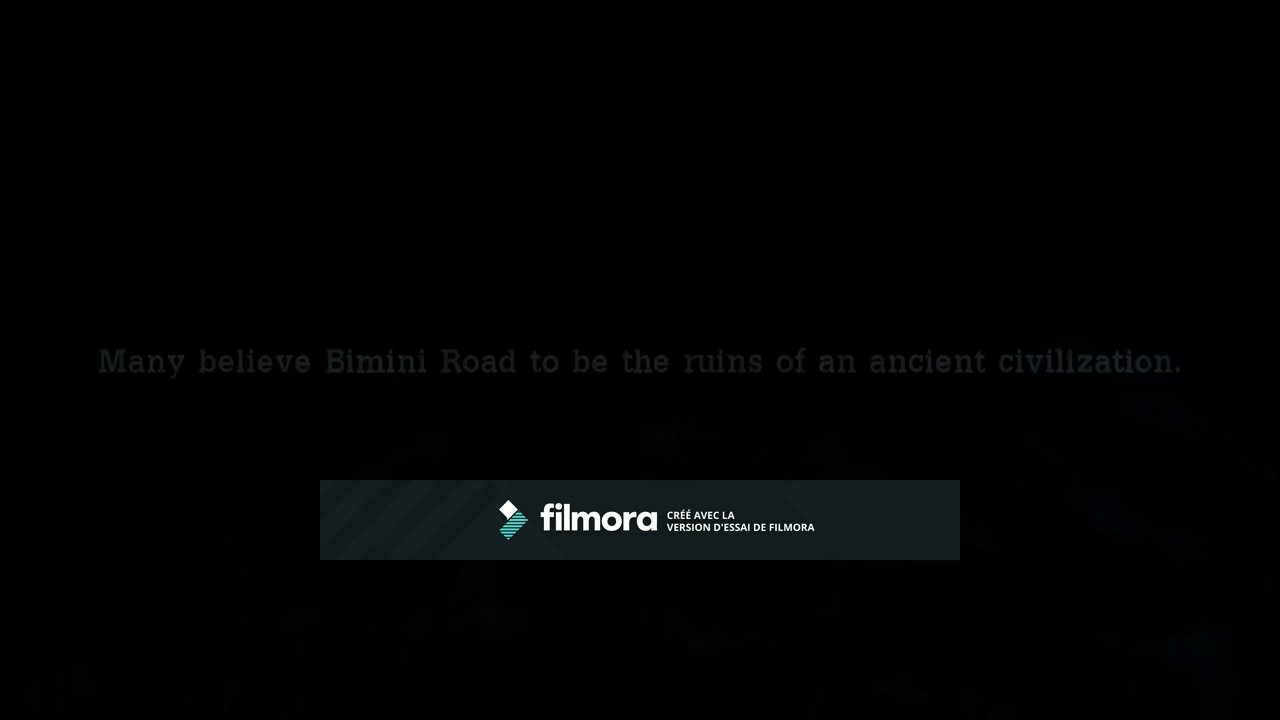 Many believe Bimini Road to be the ruins of an ancient civilization.
filmora
CRÉÉ AVEC LA
VERSION D'ESSAI DE FILMORA